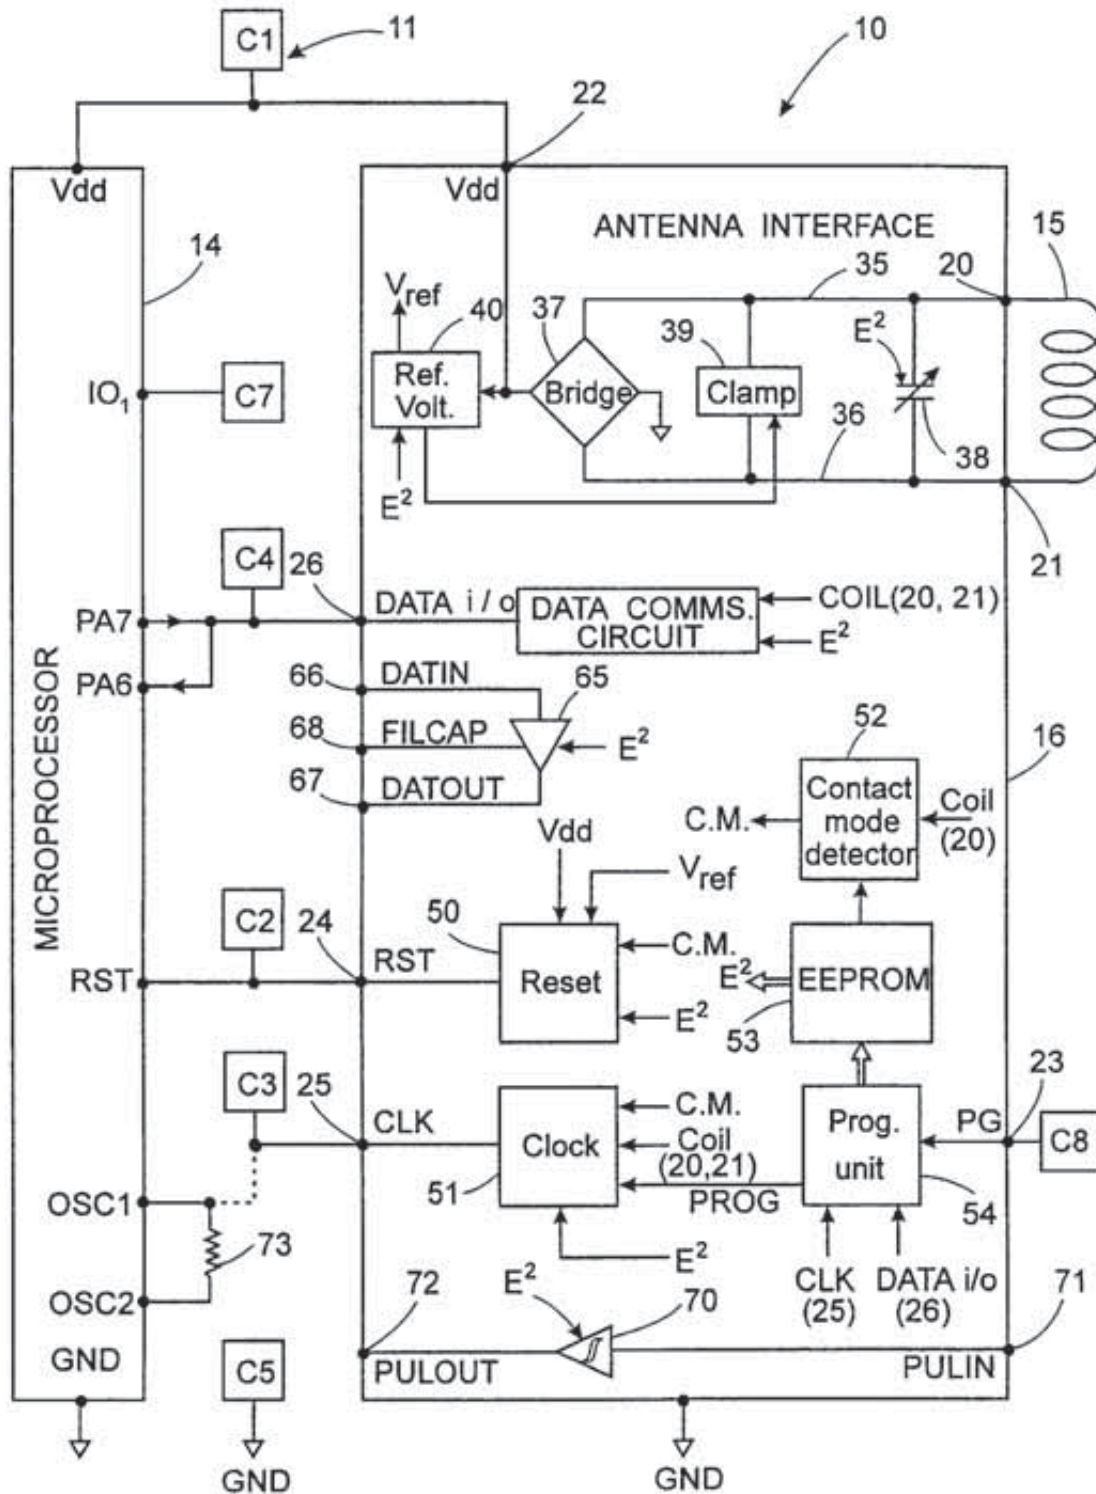 C1
11
10
22
Vdd
Vdd
ANTENNA INTERFACE
14
15
Vref
40
37
35
20
39
E²
Ref.
Volt.
Bridge
Clamp
IO₁
C7
36
38
E²
21
C4
26
DATA i / o
DATA COMMS.
CIRCUIT
COIL(20, 21)
E²
PA7
PA6
MICROPROCESSOR
66
DATIN
65
68
FILCAP
E²
67
DATOUT
52
16
Contact
mode
detector
C.M.
Coil
(20)
Vdd
Vref
C2
24
50
RST
RST
Reset
C.M.
E²
E²
EEPROM
53
C3
25
CLK
Clock
51
C.M.
Coil
(20,21)
PROG
E²
Prog.
unit
54
PG
23
C8
OSC1
73
OSC2
CLK
(25)
DATA i/o
(26)
72
E²
70
71
GND
C5
PULOUT
PULIN
GND
GND